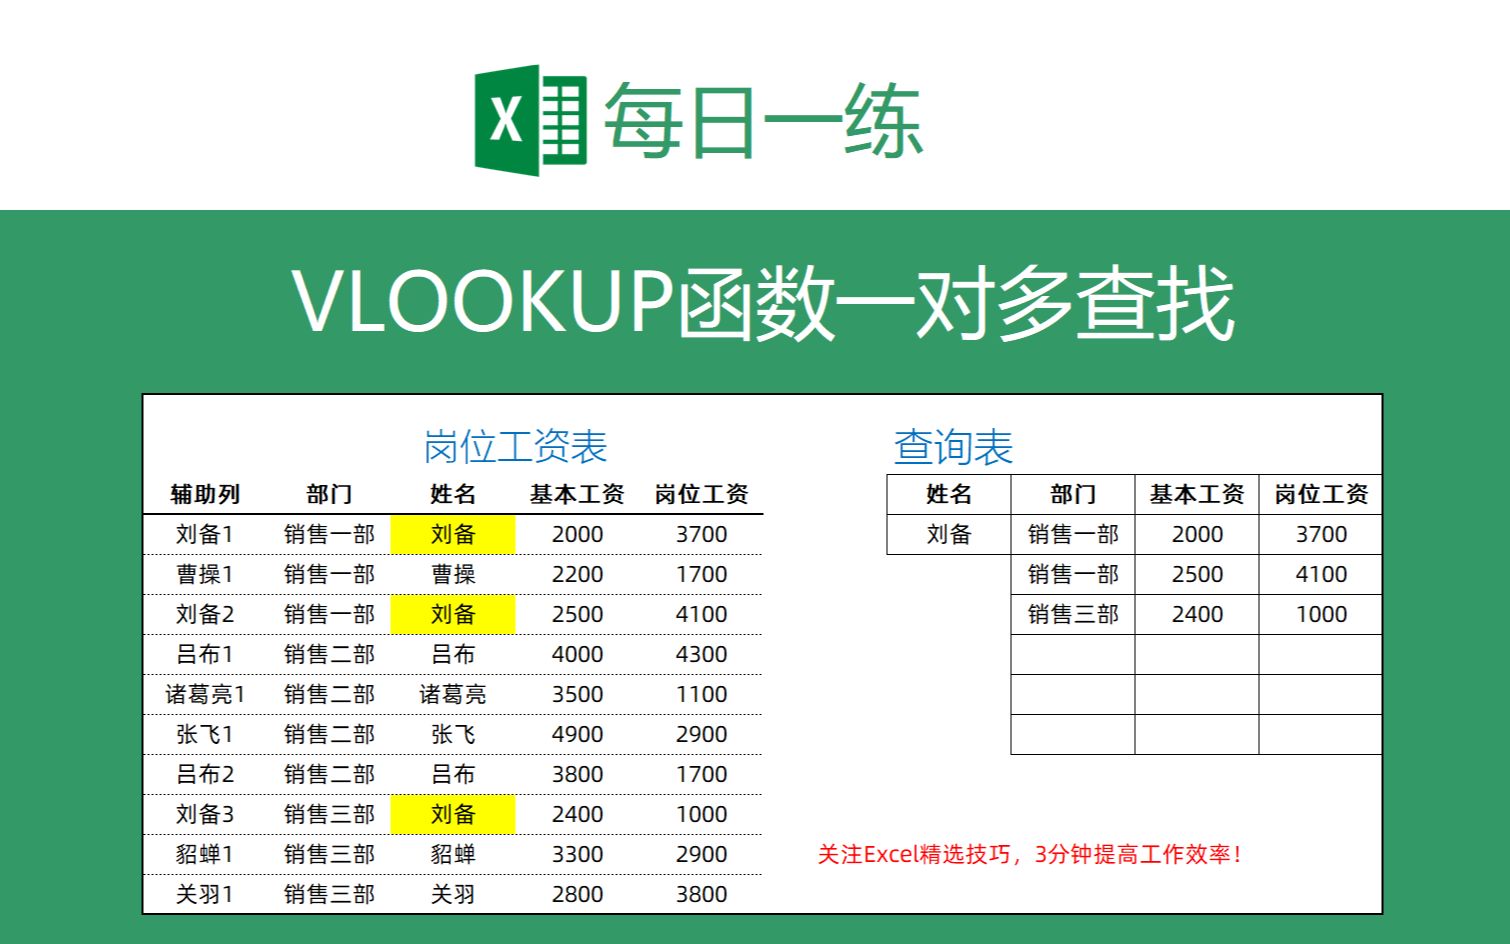 X 每日一练
VLOOKUP函数一对多查找
岗位工资表
辅助列 部门 姓名 基本工资 岗位工资
刘备1 销售一部 刘备 2000 3700
曹操1 销售一部 曹操 2200 1700
刘备2 销售一部 刘备 2500 4100
吕布1 销售二部 吕布 4000 4300
诸葛亮1 销售二部 诸葛亮 3500 1100
张飞1 销售二部 张飞 4900 2900
吕布2 销售二部 吕布 3800 1700
刘备3 销售三部 刘备 2400 1000
貂蝉1 销售三部 貂蝉 3300 2900
关羽1 销售三部 关羽 2800 3800
查询表
姓名 部门 基本工资 岗位工资
刘备 销售一部 2000 3700
销售一部 2500 4100
销售三部 2400 1000
关注Excel精选技巧，3分钟提高工作效率！